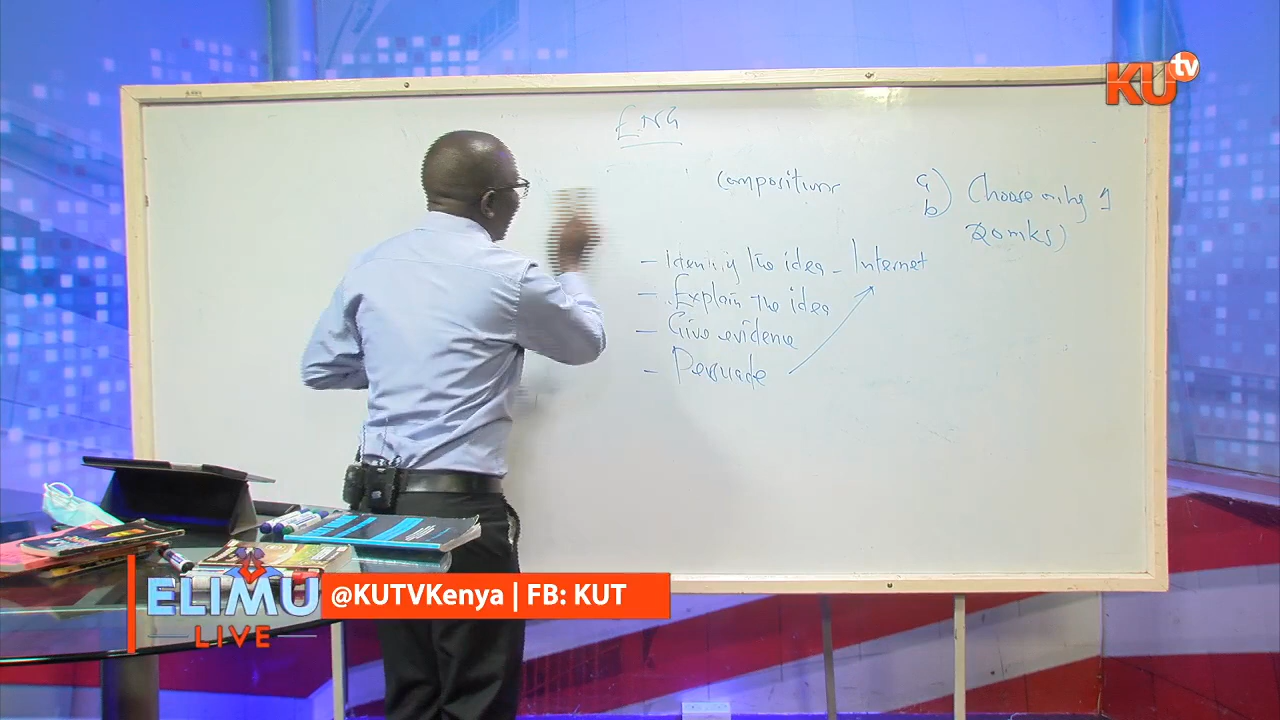 KU tv
ENG
Compositions
a)
b)
Choose only 1
20mks)
- Identify the idea - Internet
- Explain the idea
- Give evidence
- Persuade
ELIMU
LIVE
@KUTVKenya | FB: KUT